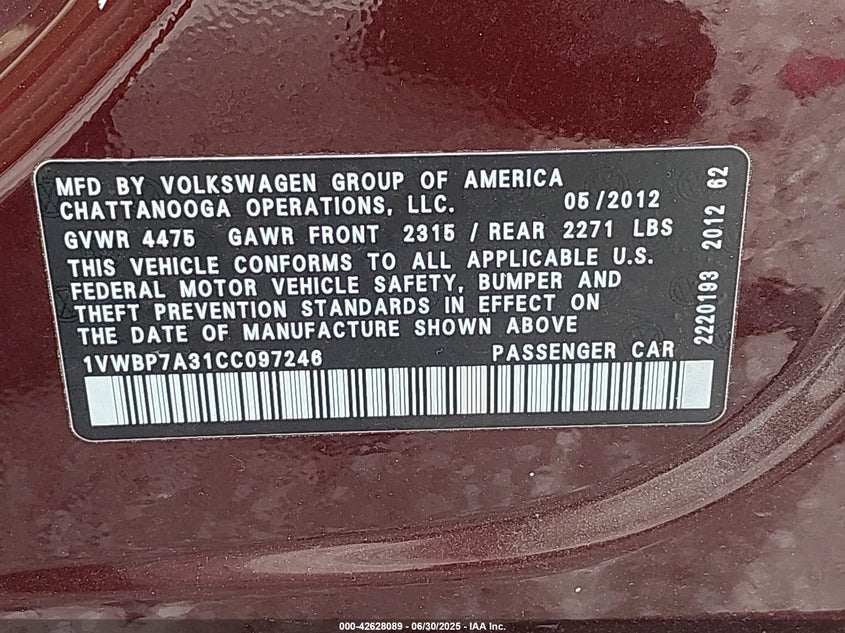 MFD BY VOLKSWAGEN GROUP OF AMERICA
CHATTANOOGA OPERATIONS, LLC. 05/2012
GVWR 4475 GAWR FRONT 2315 / REAR 2271 LBS
THIS VEHICLE CONFORMS TO ALL APPLICABLE U.S.
FEDERAL MOTOR VEHICLE SAFETY, BUMPER AND
THEFT PREVENTION STANDARDS IN EFFECT ON
THE DATE OF MANUFACTURE SHOWN ABOVE
1VWBP7A31CC097246 PASSENGER CAR
2220193 2012 62
000-42628089 - 06/30/2025 - IAA Inc.